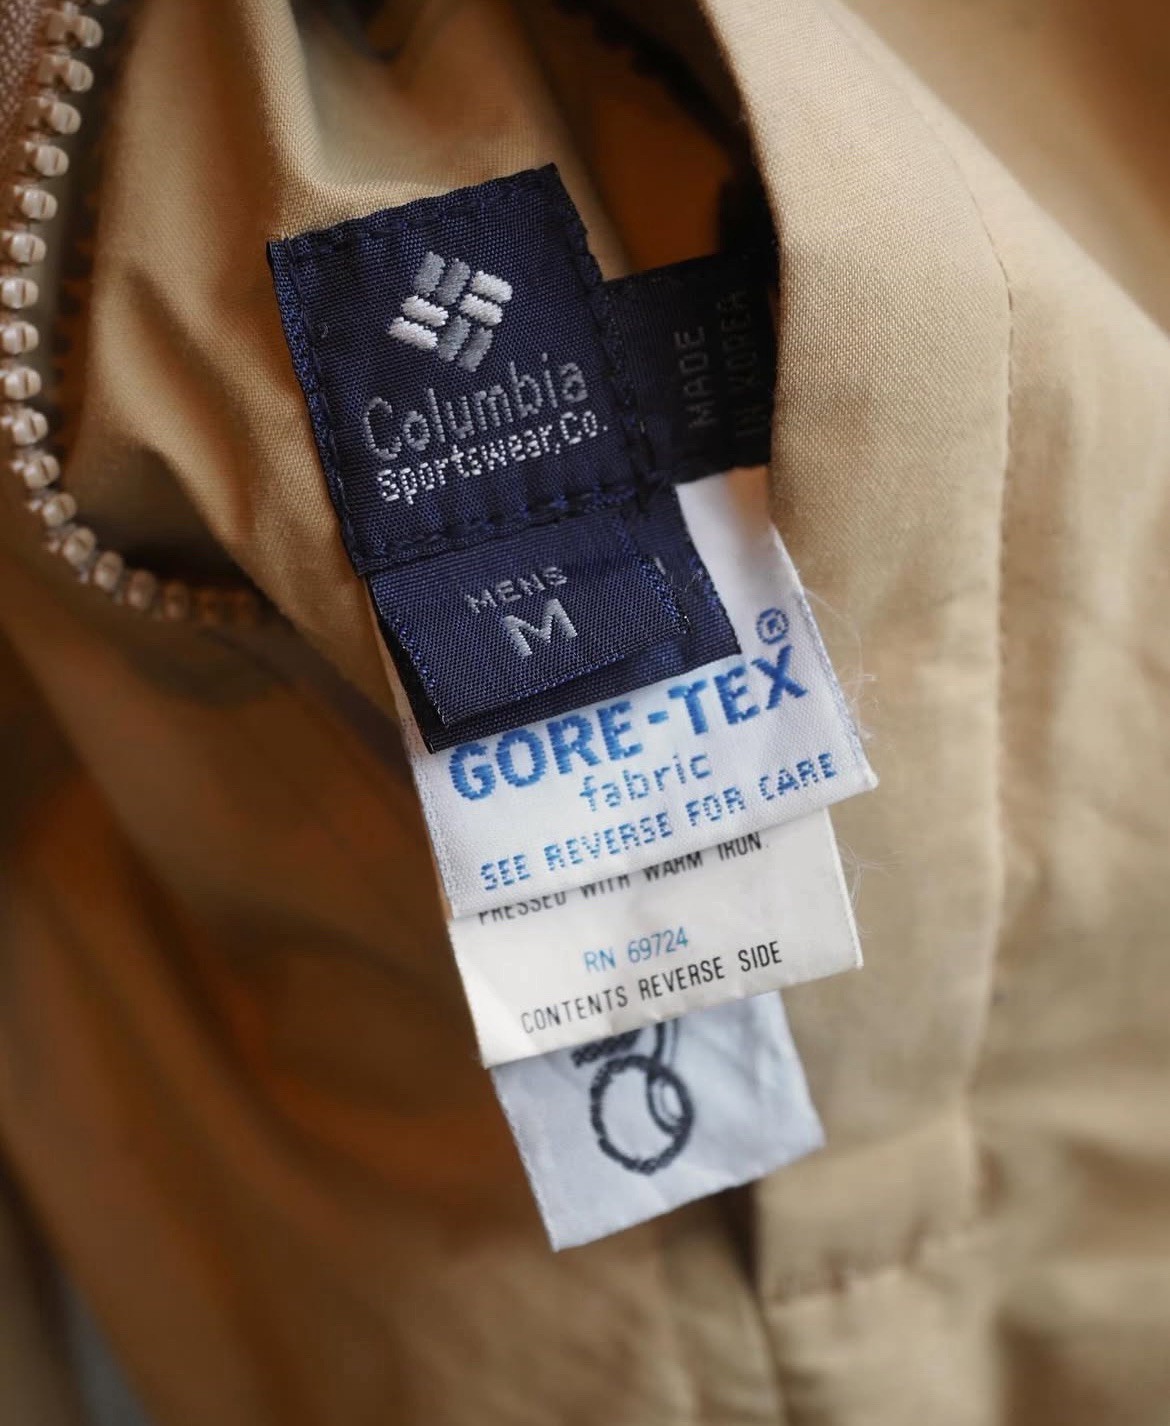 Columbia
Sportswear Co.
MADE
IN KOREA
MENS
M
GORE-TEX®
fabric
SEE REVERSE FOR CARE
PRESSED WITH WARM IRON.
RN 69724
CONTENTS REVERSE SIDE